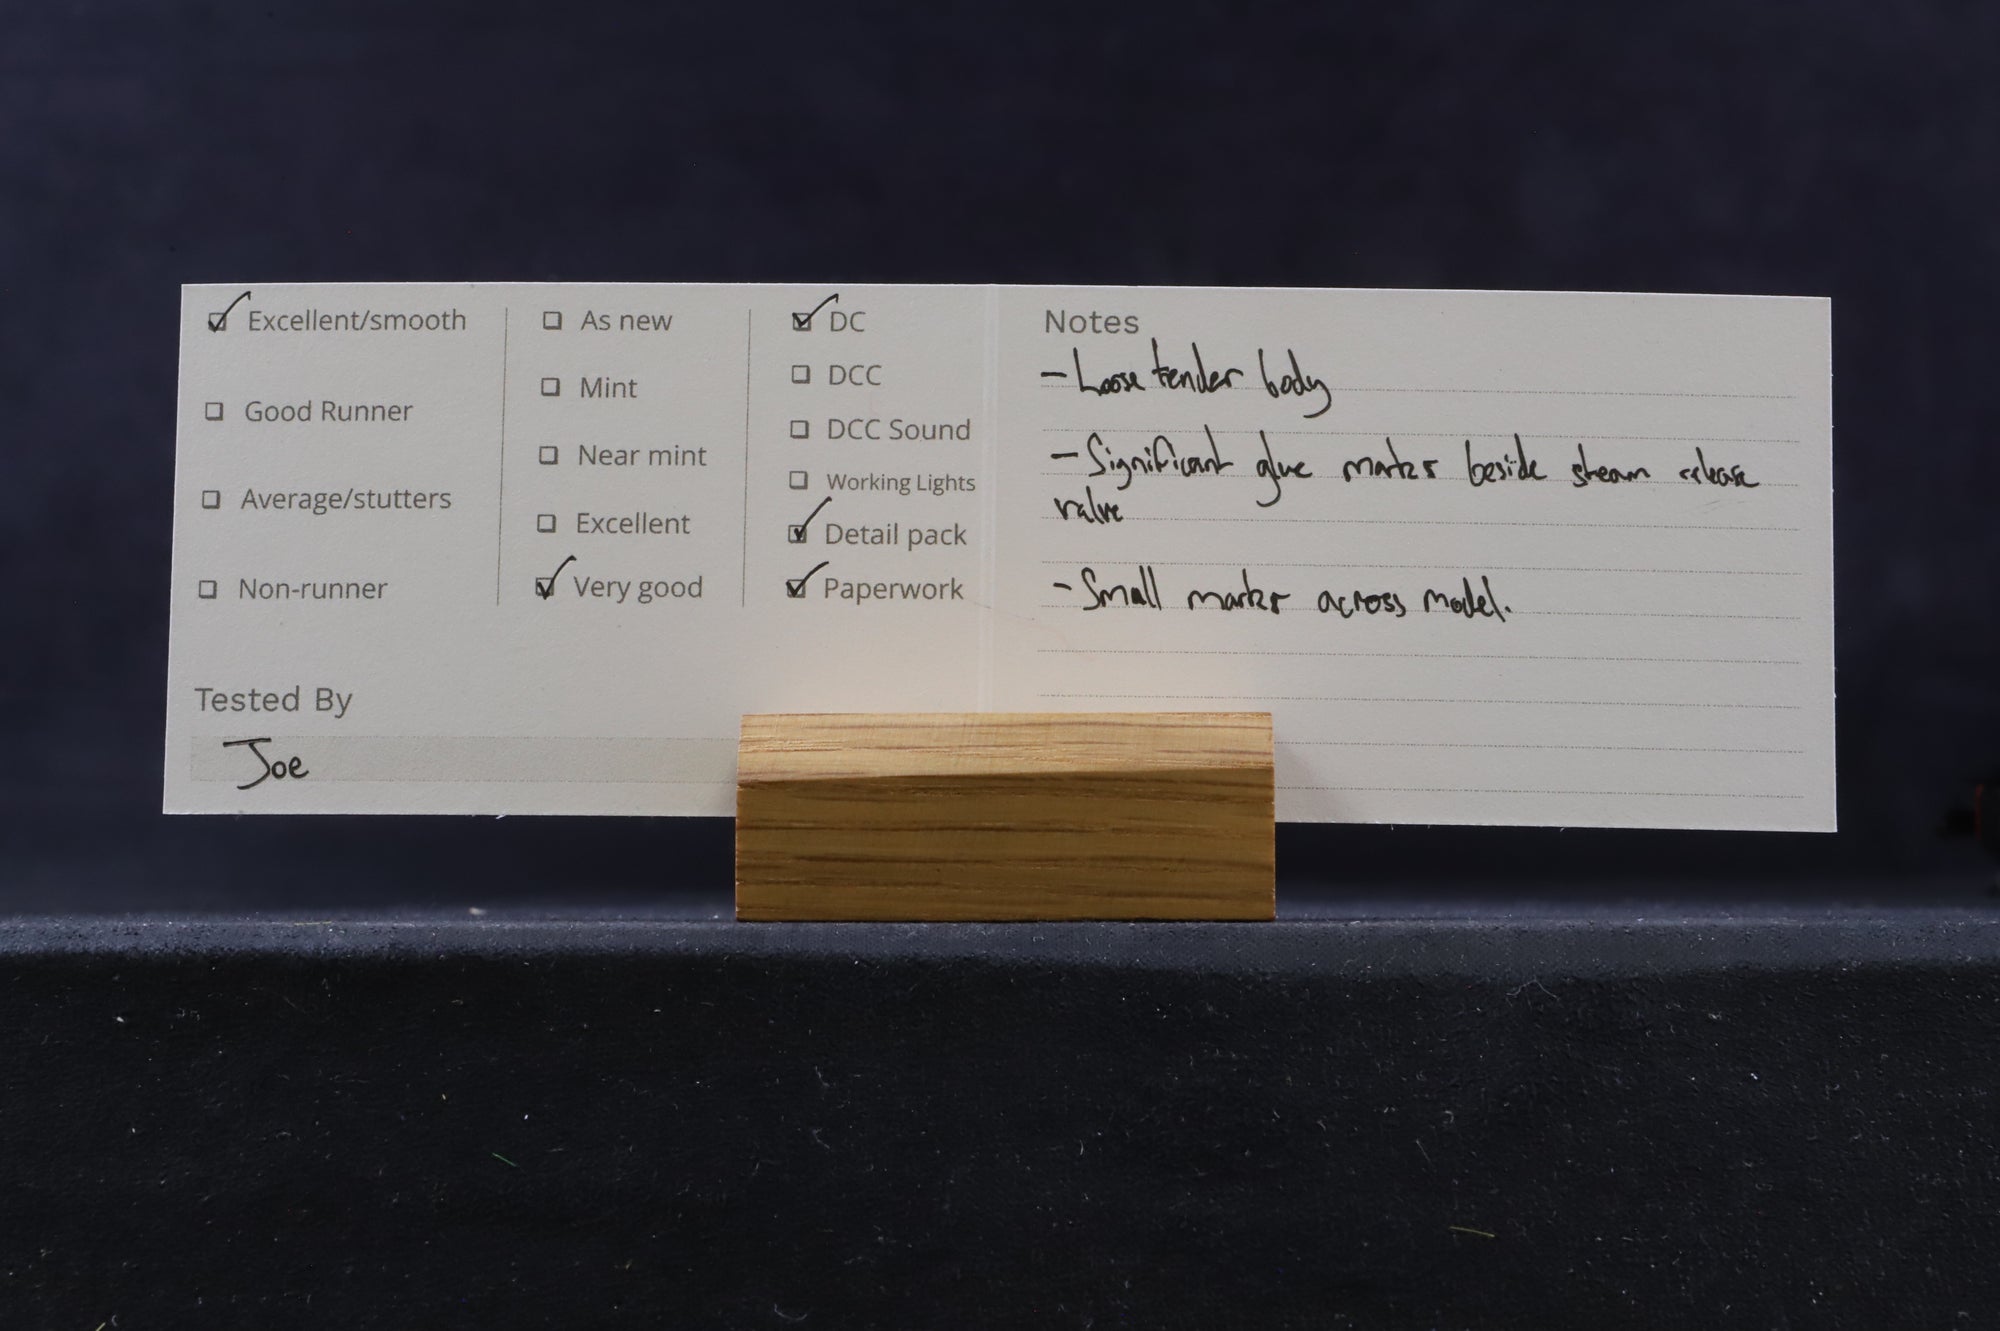 Excellent/smooth
Good Runner
Average/stutters
Non-runner
As new
Mint
Near mint
Excellent
Very good
DC
DCC
DCC Sound
Working Lights
Detail pack
Paperwork
Tested By
Joe
Notes
- Loose tender body
- Significant glue marks beside steam release
valve
- Small marks across model.